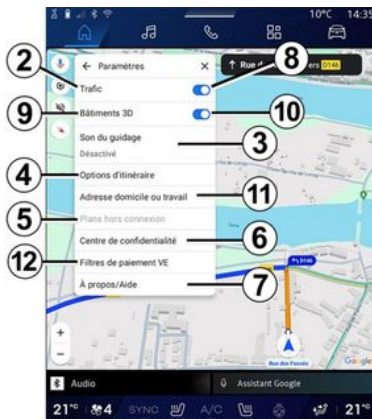 10°C 14:35
← Paramètres ×
↑ Rue d ers D146
2 Trafic 8
9 Bâtiments 3D 10
Son du guidage 3
Désactivé
4 Options d'itinéraire
Adresse domicile ou travail 11
5 Plans hors connexion
Centre de confidentialité 6
12 Filtres de paiement VE
À propos/Aide 7
D146
+
−
Rue des Fossés
Google
Audio Assistant Google
21°C 4 SYNC A/C 21°C